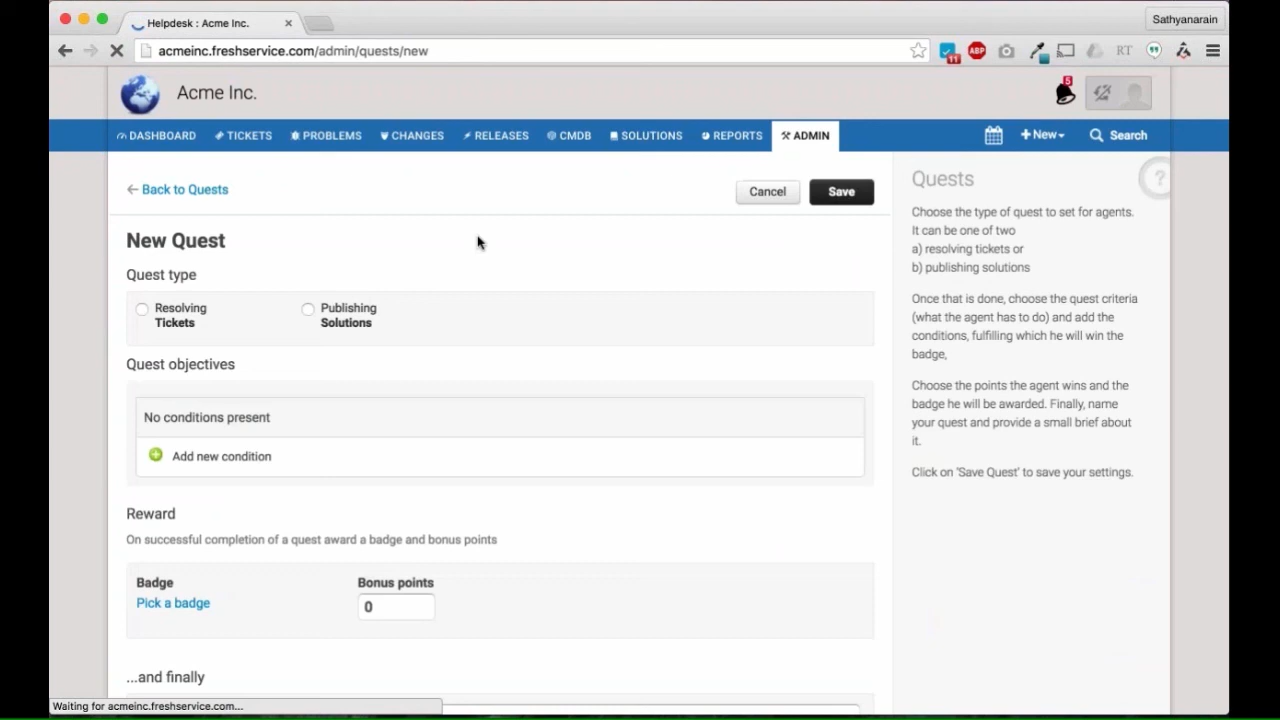 Helpdesk : Acme Inc.
Sathyanarain
acmeinc.freshservice.com/admin/quests/new
11
ABP
RT
Acme Inc.
5
DASHBOARD
TICKETS
PROBLEMS
CHANGES
RELEASES
CMDB
SOLUTIONS
REPORTS
ADMIN
New
Search
Back to Quests
Cancel
Save
New Quest
Quest type
Resolving
Tickets
Publishing
Solutions
Quest objectives
No conditions present
Add new condition
Reward
On successful completion of a quest award a badge and bonus points
Badge
Bonus points
Pick a badge
0
...and finally
Quests
?
Choose the type of quest to set for agents.
It can be one of two
a) resolving tickets or
b) publishing solutions
Once that is done, choose the quest criteria
(what the agent has to do) and add the
conditions, fulfilling which he will win the
badge,
Choose the points the agent wins and the
badge he will be awarded. Finally, name
your quest and provide a small brief about
it.
Click on 'Save Quest' to save your settings.
Waiting for acmeinc.freshservice.com...